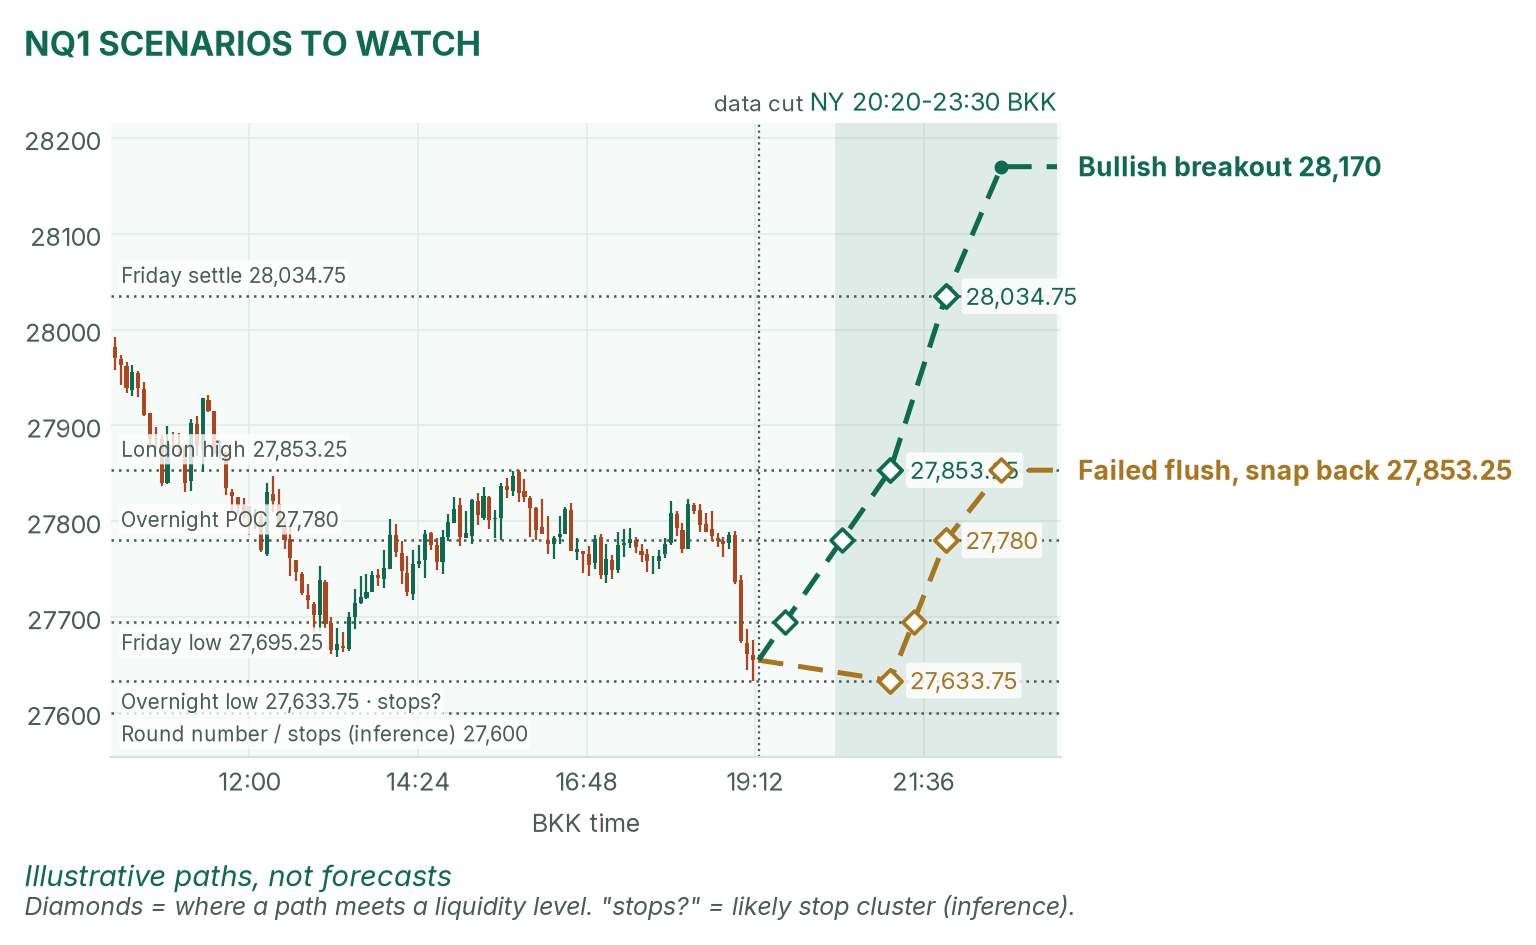 NQ1 SCENARIOS TO WATCH
data cut NY 20:20-23:30 BKK
28200
Bullish breakout 28,170
28100
Friday settle 28,034.75
28,034.75
28000
27900
London high 27,853.25
27,853.25
Failed flush, snap back 27,853.25
Overnight POC 27,780
27800
27,780
27700
Friday low 27,695.25
27,633.75
Overnight low 27,633.75 · stops?
27600
Round number / stops (inference) 27,600
12:00 14:24 16:48 19:12 21:36
BKK time
Illustrative paths, not forecasts
Diamonds = where a path meets a liquidity level. "stops?" = likely stop cluster (inference).